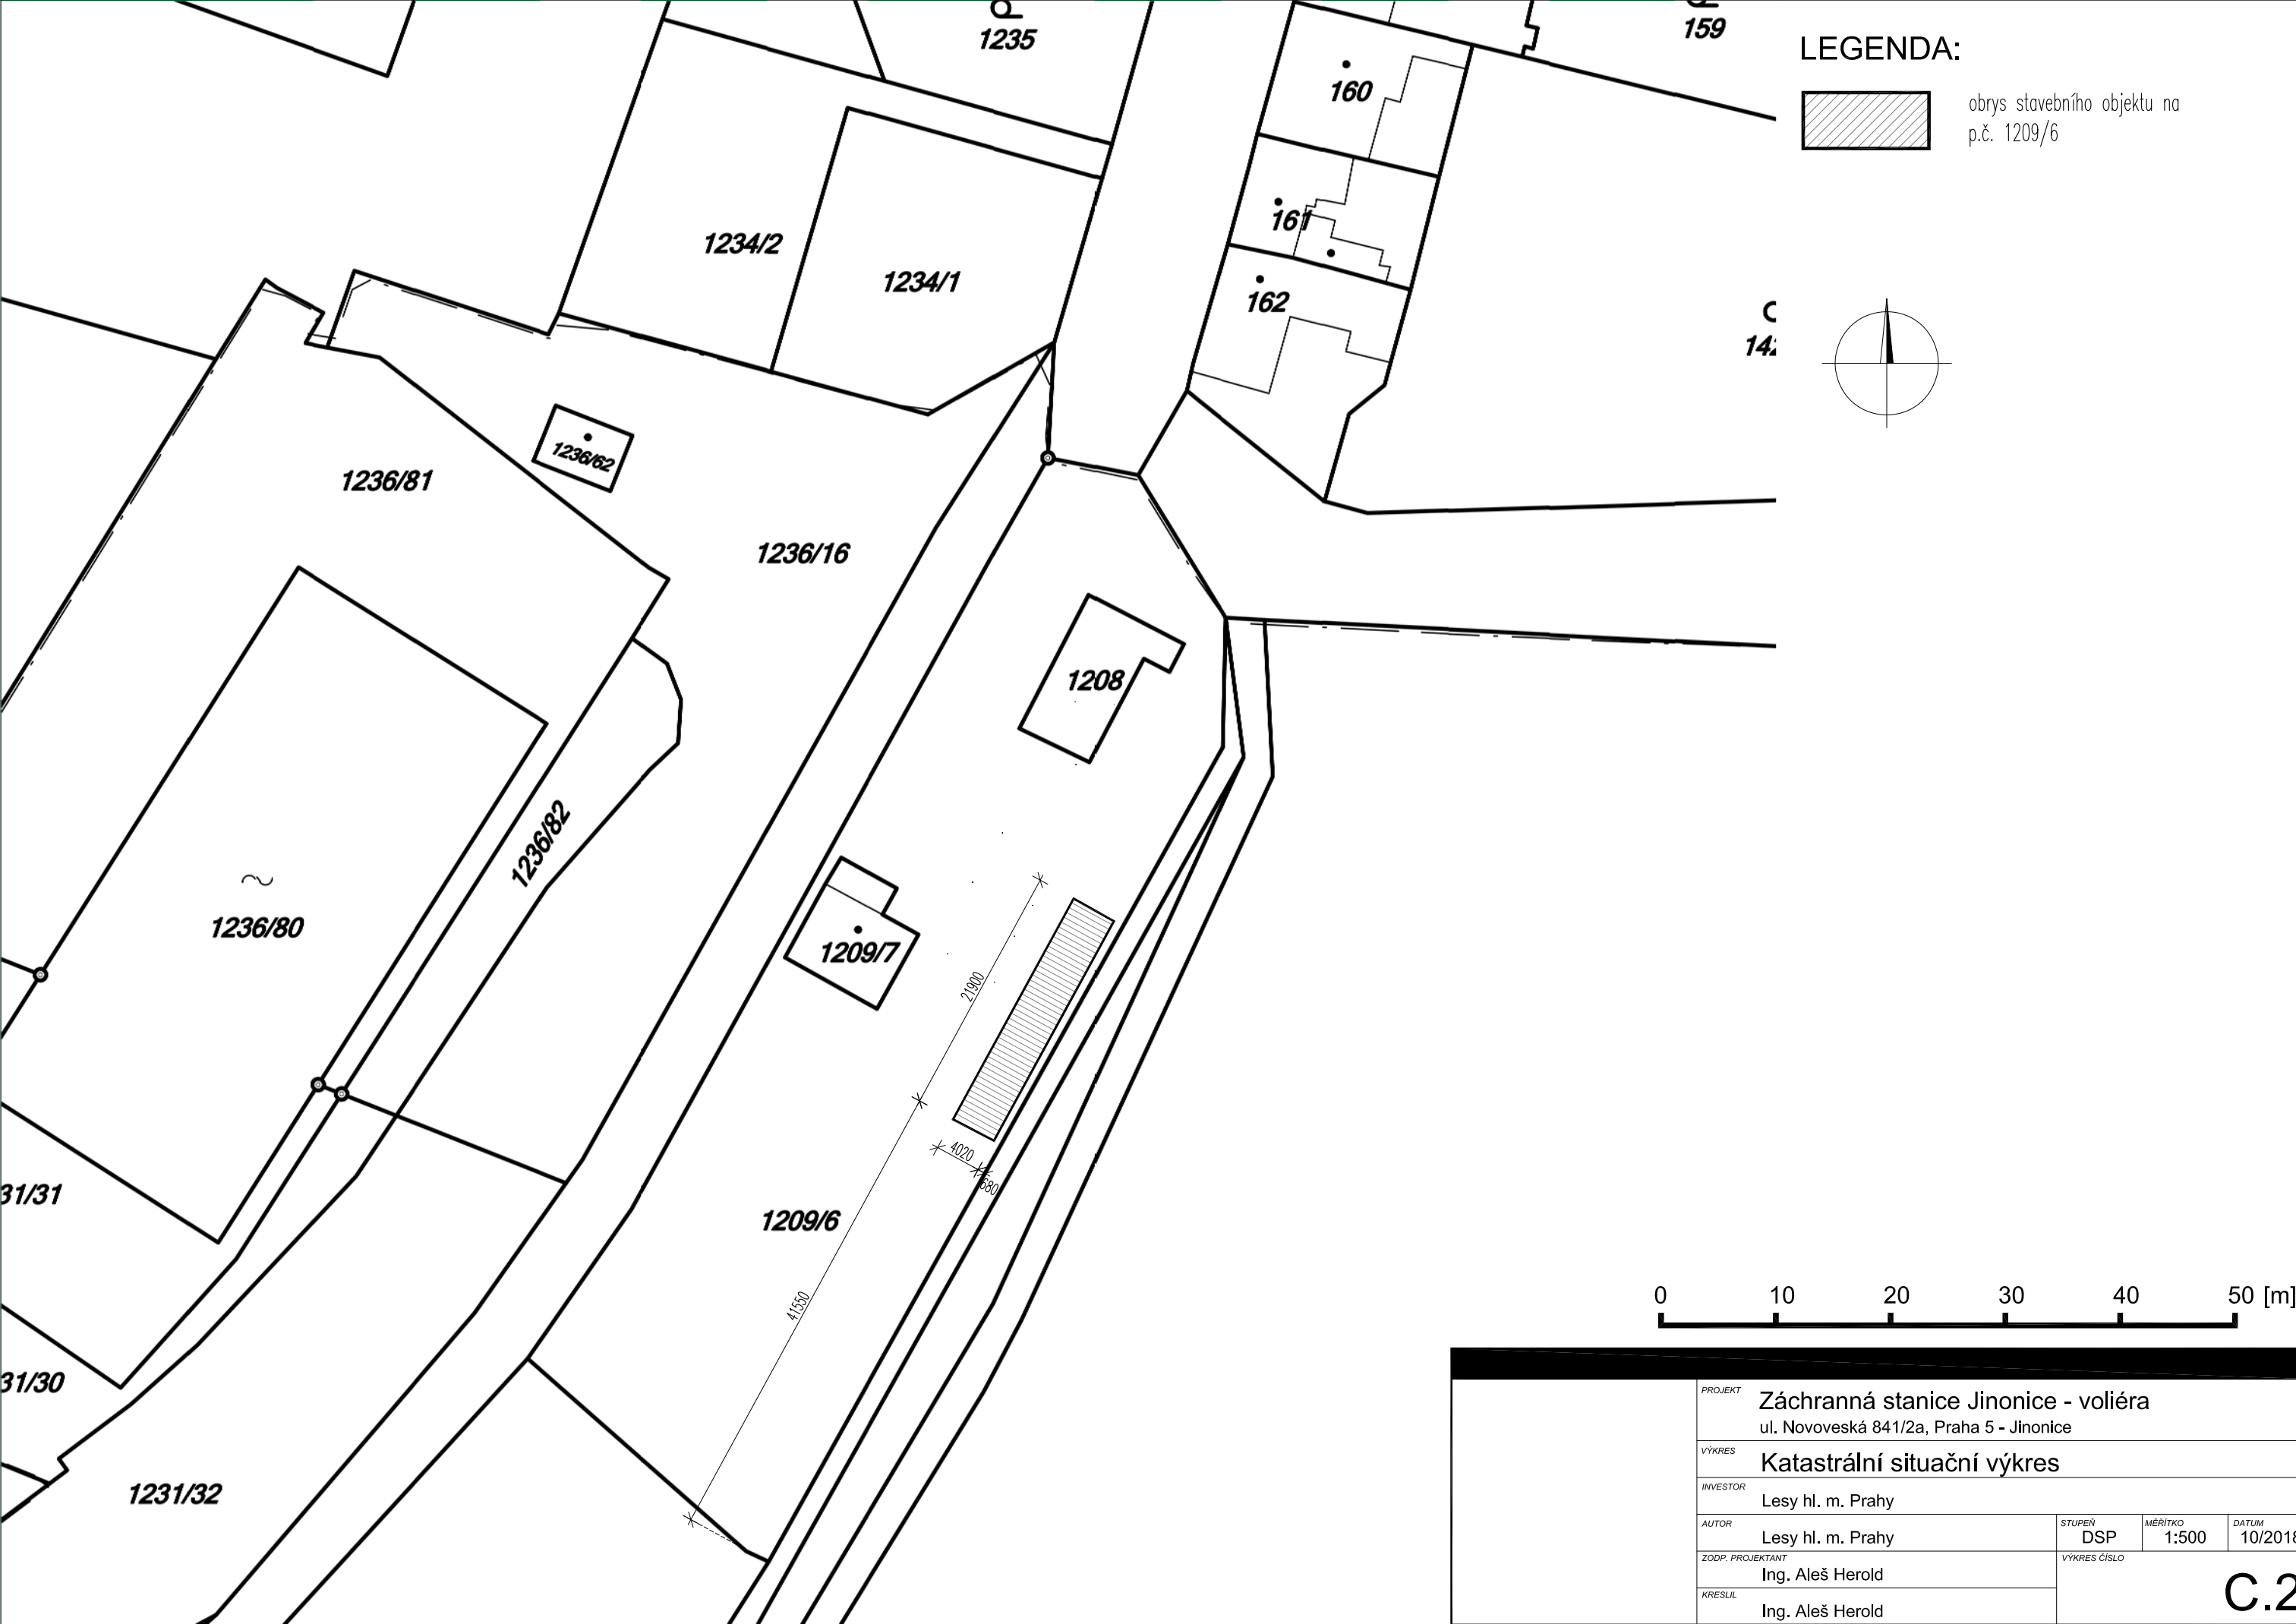 1235
159
LEGENDA:
obrys stavebního objektu na
p.č. 1209/6
160
161
162
1234/2
1234/1
1236/62
1236/81
1236/16
1208
1236/82
1236/80
1209/7
21900
4020
680
1209/6
41550
31/31
31/30
1231/32
0 10 20 30 40 50 [m]
PROJEKT
Záchranná stanice Jinonice - voliéra
ul. Novoveská 841/2a, Praha 5 - Jinonice
VÝKRES
Katastrální situační výkres
INVESTOR
Lesy hl. m. Prahy
AUTOR
Lesy hl. m. Prahy
STUPEŇ
DSP
MĚŘÍTKO
1:500
DATUM
10/2018
ZODP. PROJEKTANT
Ing. Aleš Herold
VÝKRES ČÍSLO
C.2
KRESLIL
Ing. Aleš Herold